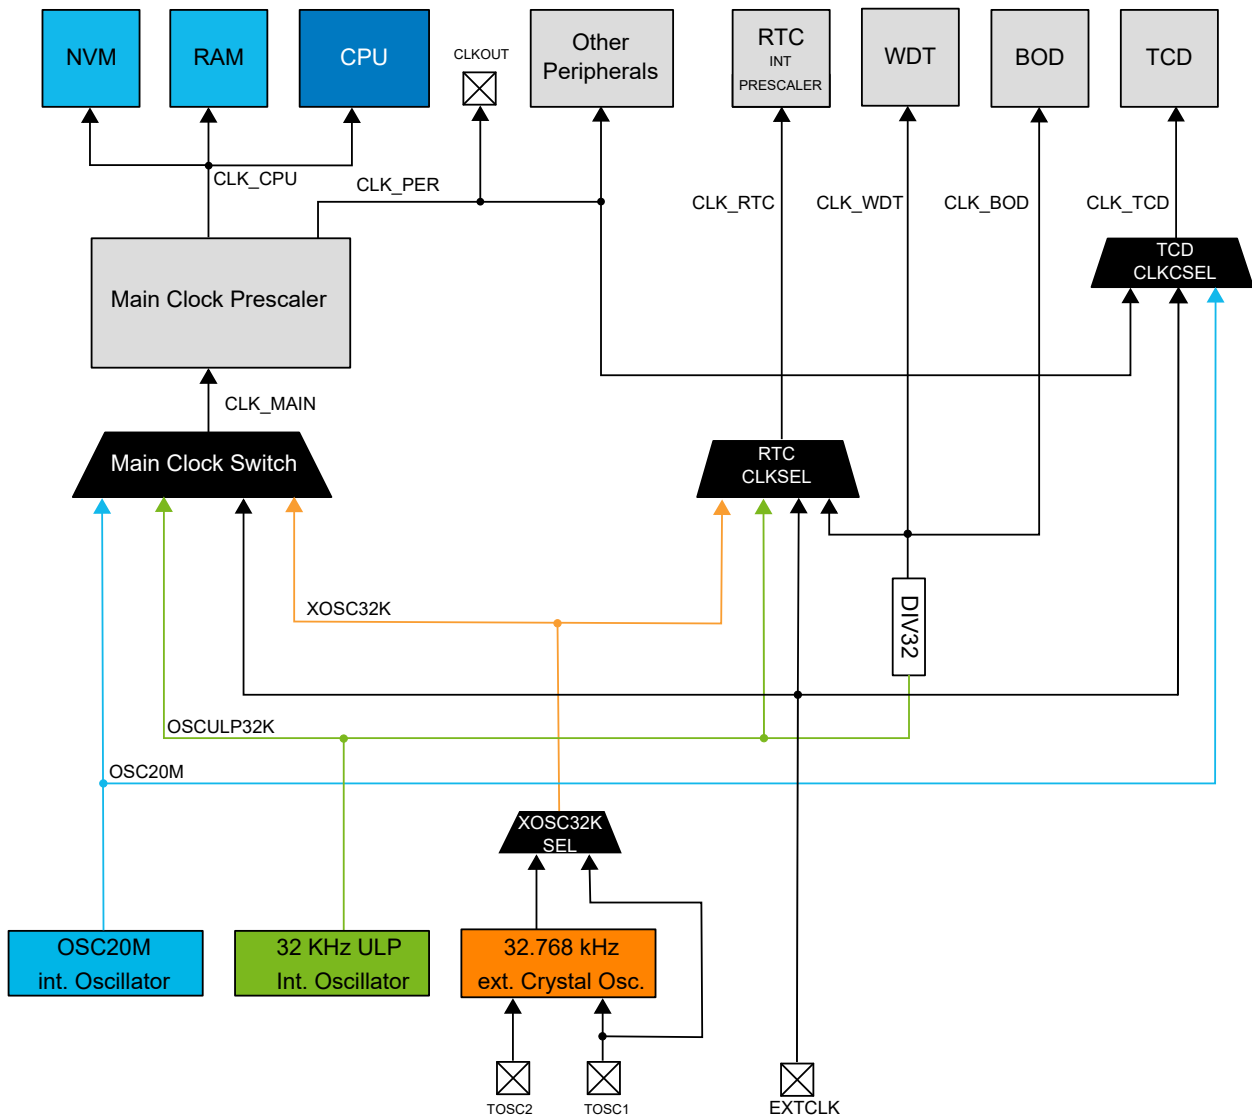 NVM
RAM
CPU
CLKOUT
Other
Peripherals
RTC
INT
PRESCALER
WDT
BOD
TCD
CLK_CPU
CLK_PER
CLK_RTC
CLK_WDT
CLK_BOD
CLK_TCD
TCD
CLKCSEL
Main Clock Prescaler
CLK_MAIN
Main Clock Switch
RTC
CLKSEL
XOSC32K
DIV32
OSCULP32K
OSC20M
XOSC32K
SEL
OSC20M
int. Oscillator
32 KHz ULP
Int. Oscillator
32.768 kHz
ext. Crystal Osc.
TOSC2
TOSC1
EXTCLK